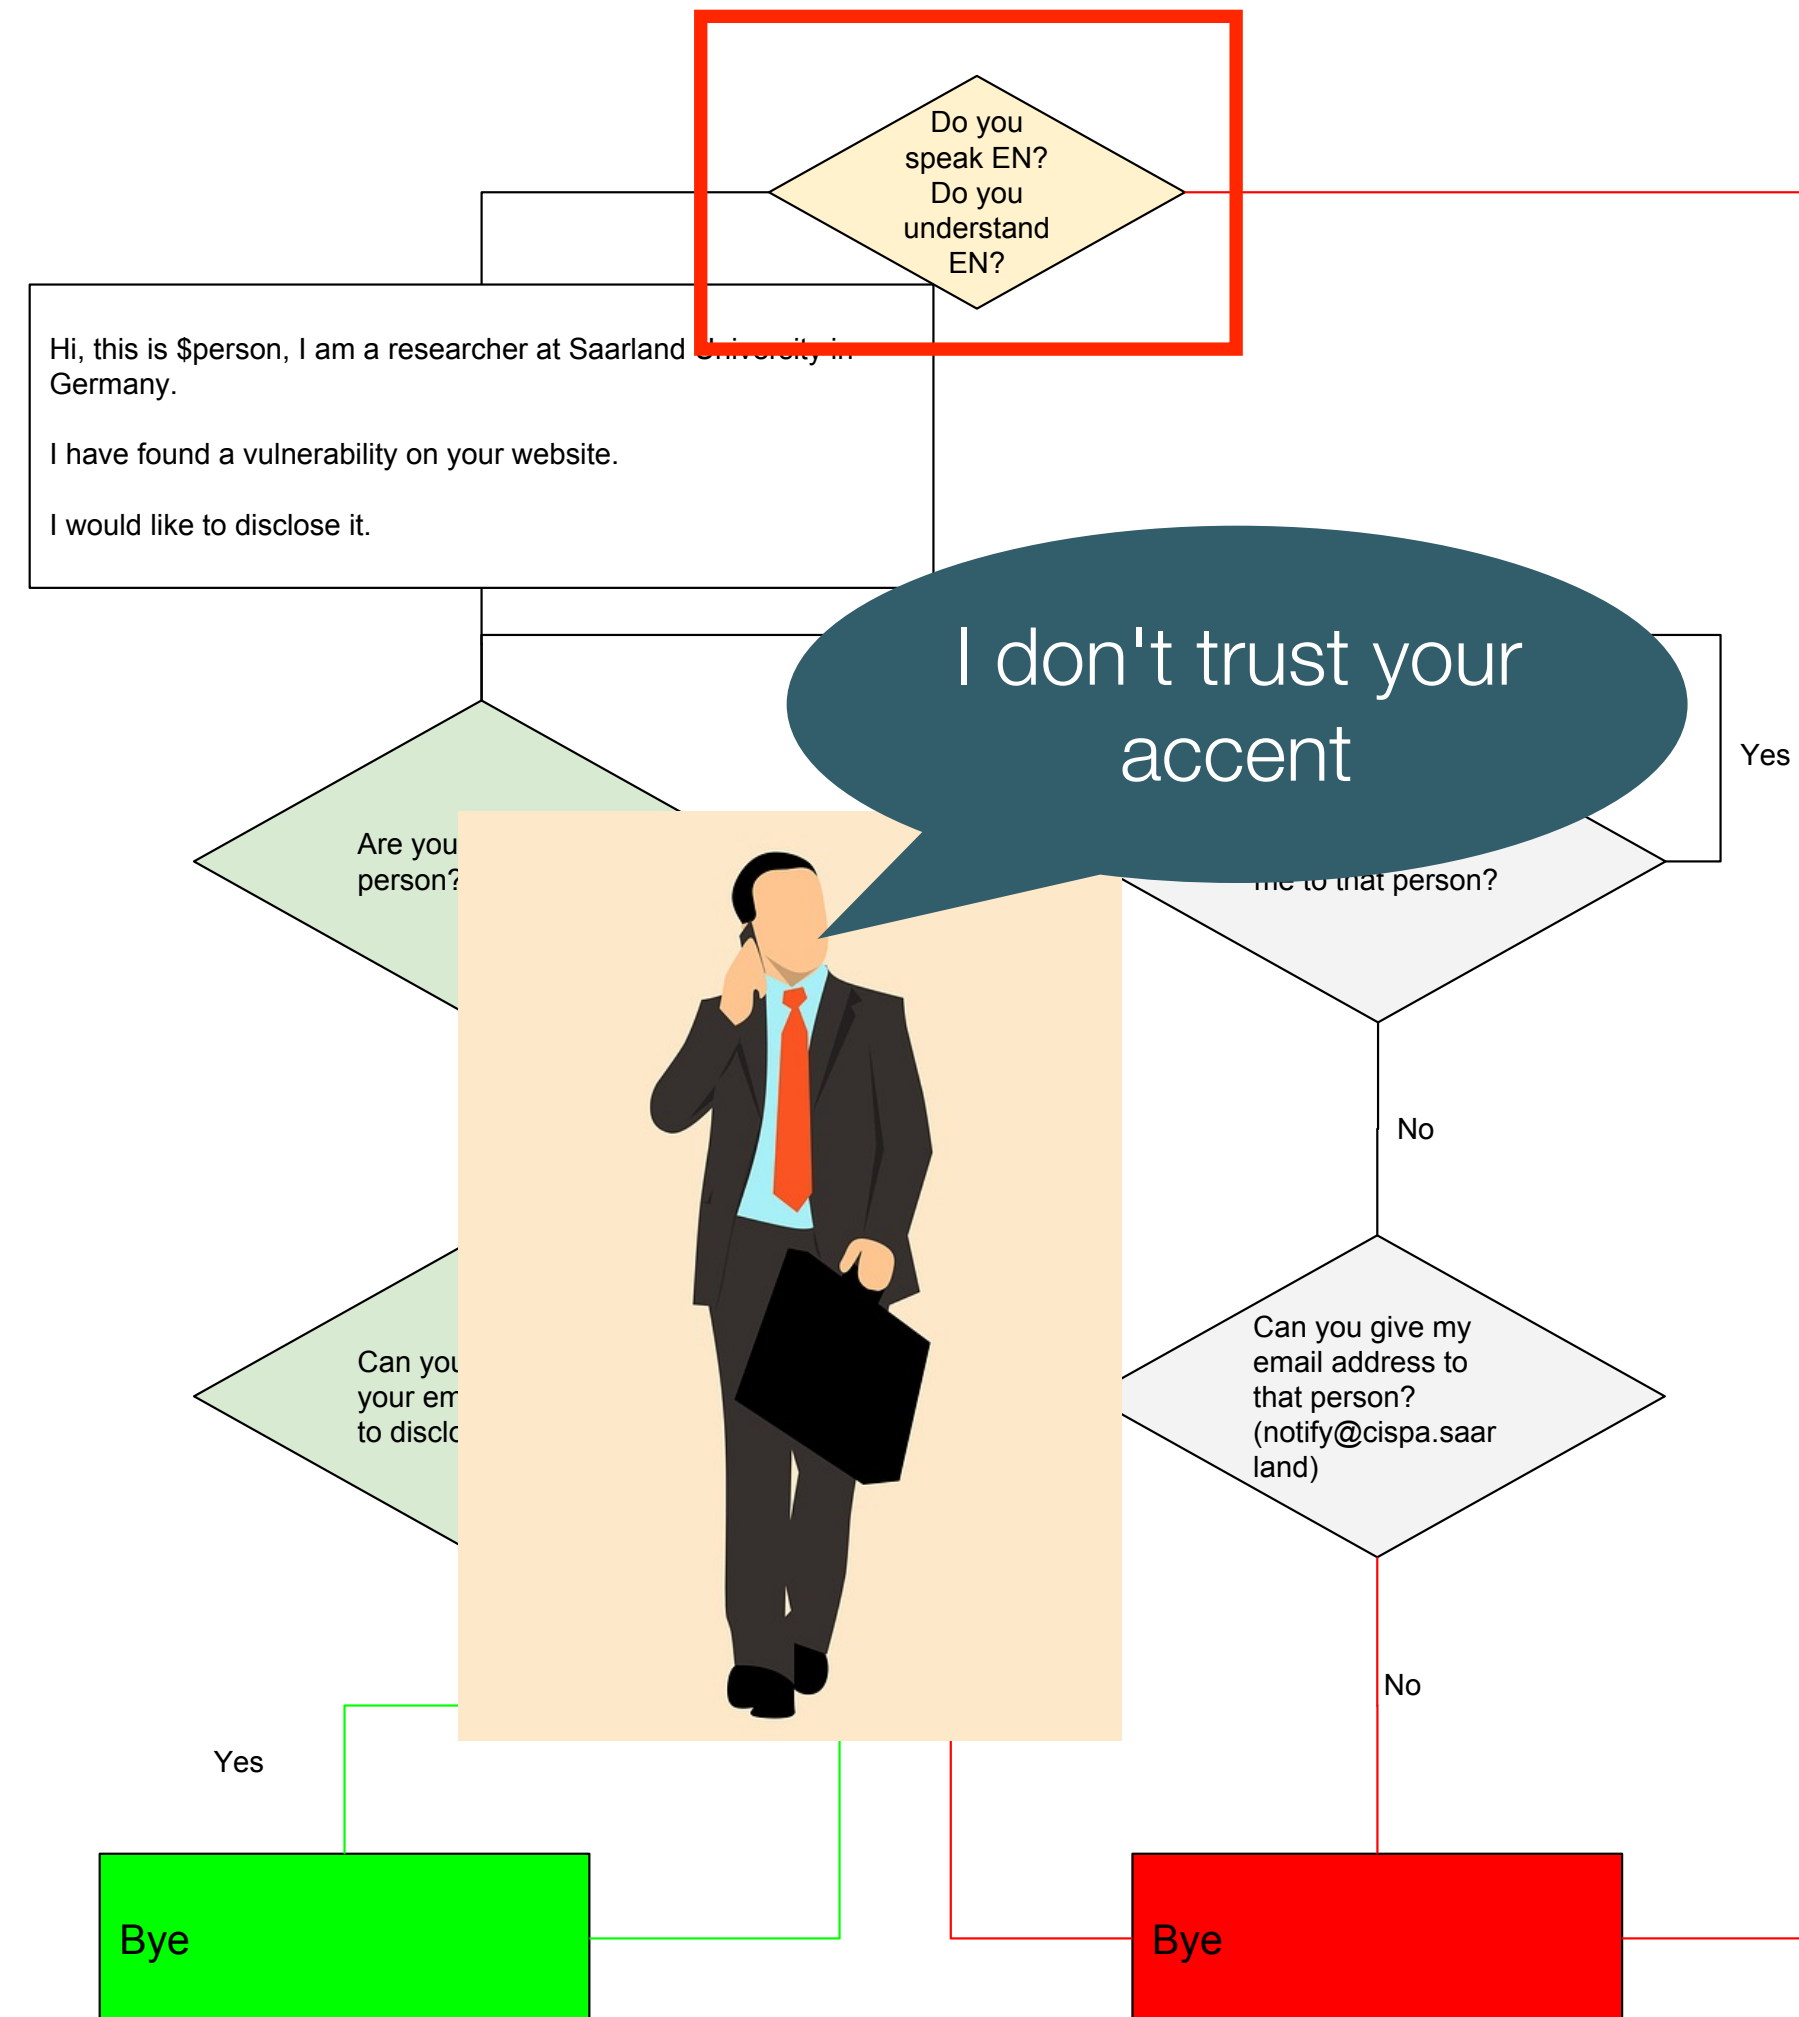 Do you
speak EN?
Do you
understand
EN?
Hi, this is $person, I am a researcher at Saarland University in
Germany.
I have found a vulnerability on your website.
I would like to disclose it.
I don't trust your
accent
Yes
Are you
person?
me to that person?
No
Can you
your em
to disclo
Can you give my
email address to
that person?
(notify@cispa.saar
land)
No
Yes
Bye
Bye